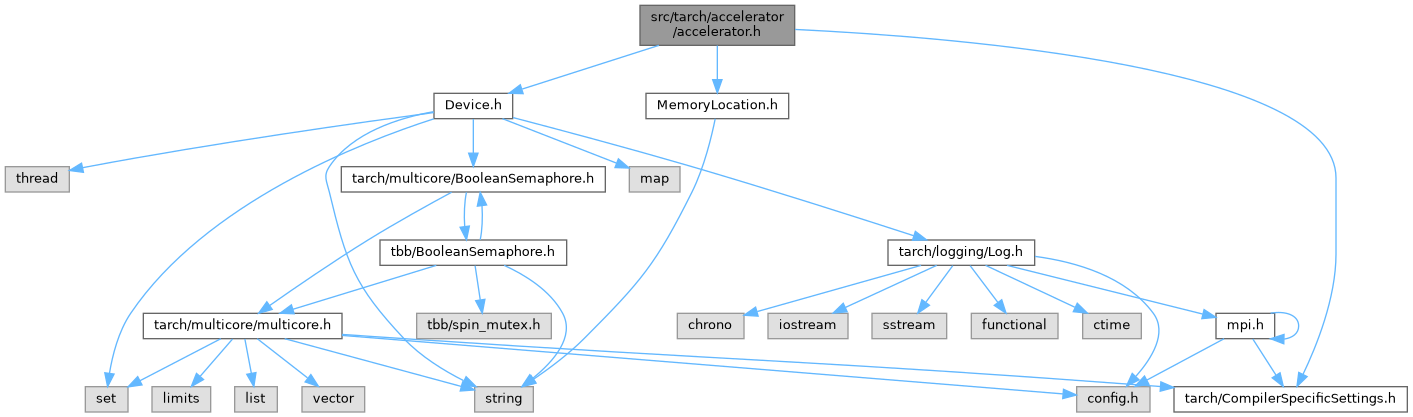 src/tarch/accelerator
/accelerator.h
Device.h
MemoryLocation.h
thread
tarch/multicore/BooleanSemaphore.h
map
tbb/BooleanSemaphore.h
tarch/logging/Log.h
tarch/multicore/multicore.h
tbb/spin_mutex.h
chrono
iostream
sstream
functional
ctime
mpi.h
set
limits
list
vector
string
config.h
tarch/CompilerSpecificSettings.h